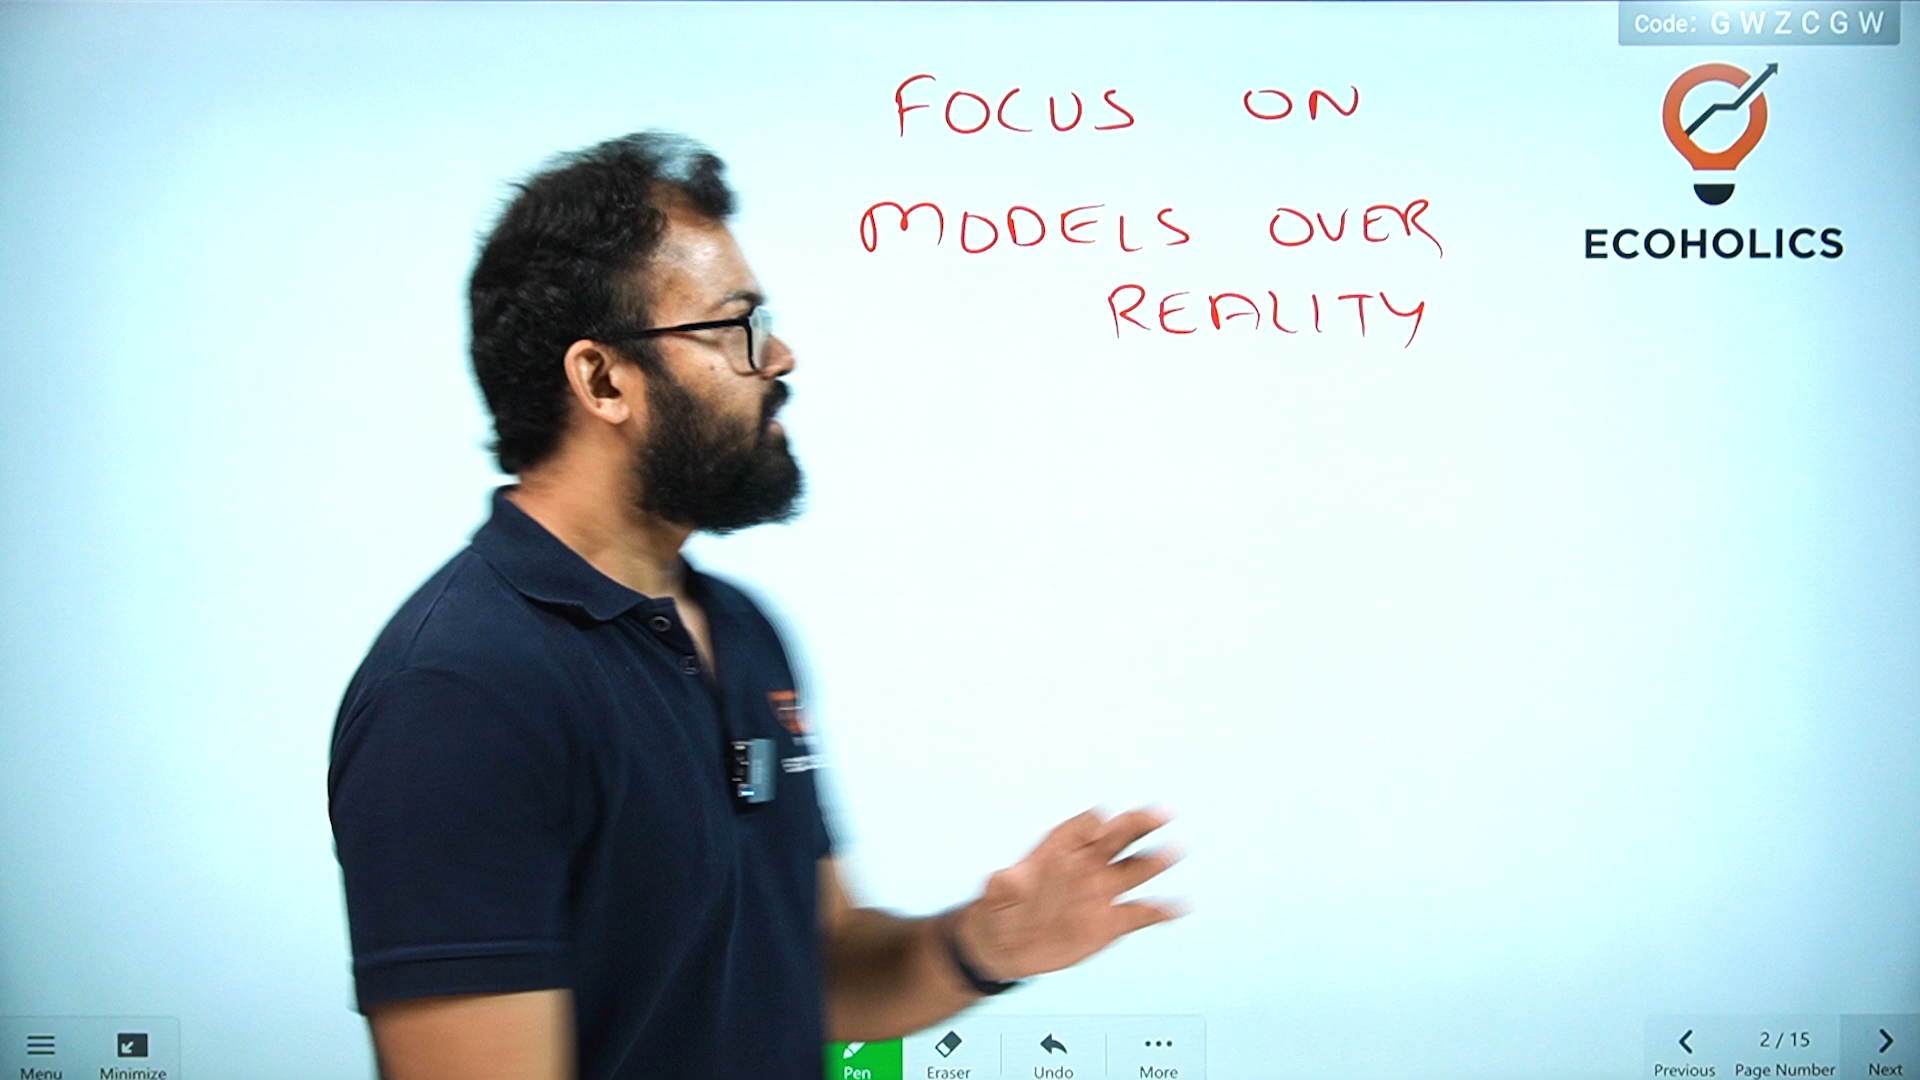 Code: G W Z C G W
FOCUS ON
MODELS OVER
REALITY
ECOHOLICS
Menu
Minimize
Pen
Eraser
Undo
More
Previous
2 / 15
Page Number
Next